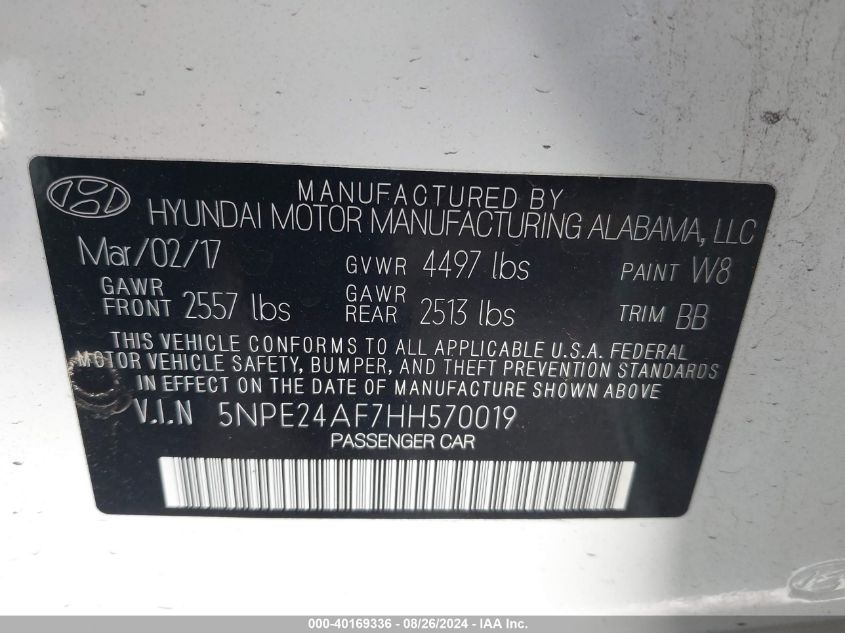 MANUFACTURED BY
HYUNDAI MOTOR MANUFACTURING ALABAMA, LLC
Mar/02/17 GVWR 4497 lbs PAINT W8
GAWR FRONT 2557 lbs GAWR REAR 2513 lbs TRIM BB
THIS VEHICLE CONFORMS TO ALL APPLICABLE U.S.A. FEDERAL
MOTOR VEHICLE SAFETY, BUMPER, AND THEFT PREVENTION STANDARDS
IN EFFECT ON THE DATE OF MANUFACTURE SHOWN ABOVE
V.I.N 5NPE24AF7HH570019
PASSENGER CAR
000-40169336 - 08/26/2024 - IAA Inc.